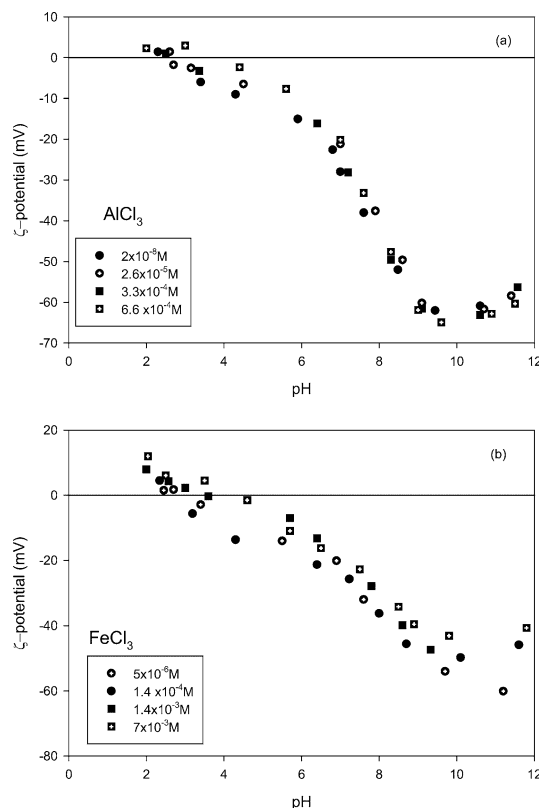 10
(a)
0
-10
-20
-30
-40
-50
-60
-70
ζ–potential (mV)
AlCl₃
2x10⁻⁸M
2.6x10⁻⁵M
3.3x10⁻⁴M
6.6 x10⁻⁴M
0 2 4 6 8 10 12
pH
20
(b)
0
-20
-40
-60
-80
ζ–potential (mV)
FeCl₃
5x10⁻⁶M
1.4 x10⁻⁴M
1.4x10⁻³M
7x10⁻³M
0 2 4 6 8 10 12
pH